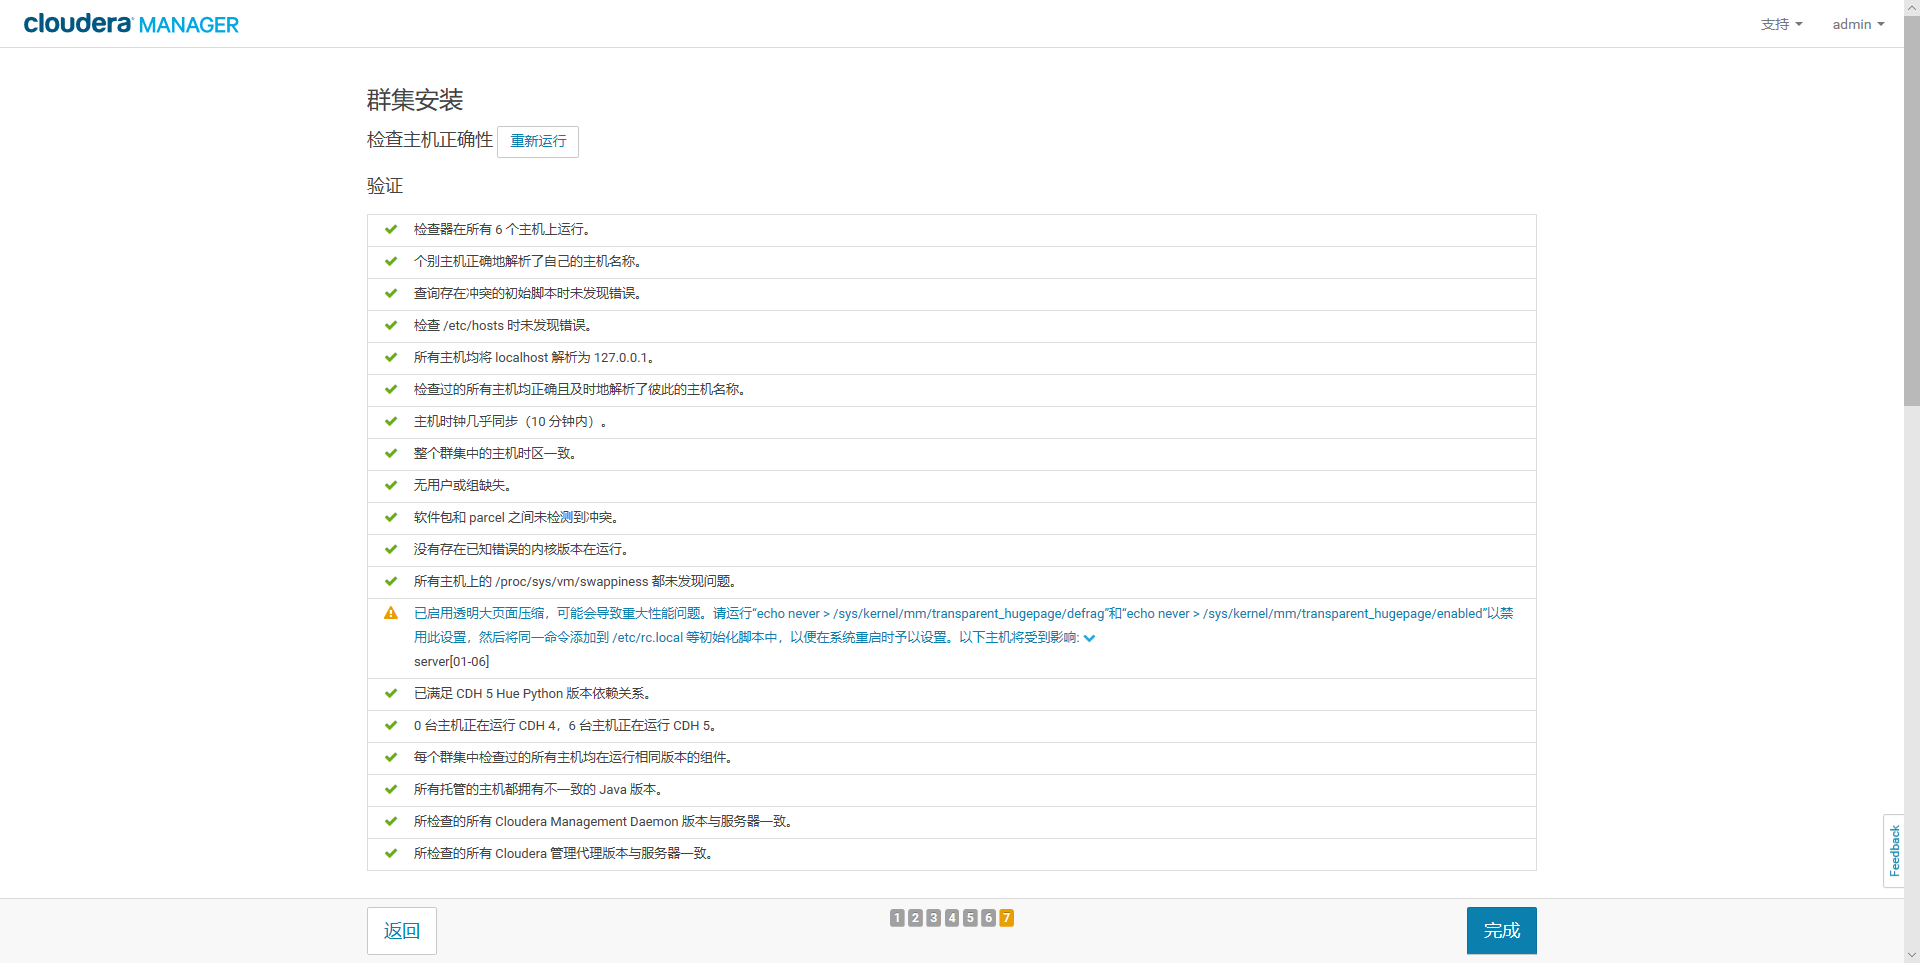 cloudera MANAGER
支持
admin
群集安装
检查主机正确性
重新运行
验证
检查器在所有 6 个主机上运行。
个别主机正确地解析了自己的主机名称。
查询存在冲突的初始脚本时未发现错误。
检查 /etc/hosts 时未发现错误。
所有主机均将 localhost 解析为 127.0.0.1。
检查过的所有主机均正确且及时地解析了彼此的主机名称。
主机时钟几乎同步（10 分钟内）。
整个群集中的主机时区一致。
无用户或组缺失。
软件包和 parcel 之间未检测到冲突。
没有存在已知错误的内核版本在运行。
所有主机上的 /proc/sys/vm/swappiness 都未发现问题。
已启用透明大页面压缩，可能会导致重大性能问题。请运行“echo never > /sys/kernel/mm/transparent_hugepage/defrag”和“echo never > /sys/kernel/mm/transparent_hugepage/enabled”以禁
用此设置，然后将同一命令添加到 /etc/rc.local 等初始化脚本中，以便在系统重启时予以设置。以下主机将受到影响:
server[01-06]
已满足 CDH 5 Hue Python 版本依赖关系。
0 台主机正在运行 CDH 4，6 台主机正在运行 CDH 5。
每个群集中检查过的所有主机均在运行相同版本的组件。
所有托管的主机都拥有不一致的 Java 版本。
所检查的所有 Cloudera Management Daemon 版本与服务器一致。
所检查的所有 Cloudera 管理代理版本与服务器一致。
Feedback
返回
1 2 3 4 5 6 7
完成